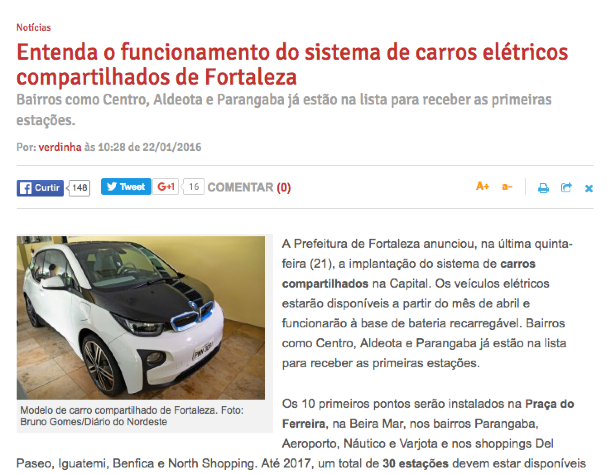 Notícias
Entenda o funcionamento do sistema de carros elétricos
compartilhados de Fortaleza
Bairros como Centro, Aldeota e Parangaba já estão na lista para receber as primeiras
estações.
Por: verdinha às 10:28 de 22/01/2016
Curtir 148 Tweet G+1 16 COMENTAR (0) A+ a-
A Prefeitura de Fortaleza anunciou, na última quinta-
feira (21), a implantação do sistema de carros
compartilhados na Capital. Os veículos elétricos
estarão disponíveis a partir do mês de abril e
funcionarão à base de bateria recarregável. Bairros
como Centro, Aldeota e Parangaba já estão na lista
para receber as primeiras estações.
Modelo de carro compartilhado de Fortaleza. Foto:
Bruno Gomes/Diário do Nordeste
Os 10 primeiros pontos serão instalados na Praça do
Ferreira, na Beira Mar, nos bairros Parangaba,
Aeroporto, Náutico e Varjota e nos shoppings Del
Paseo, Iguatemi, Benfica e North Shopping. Até 2017, um total de 30 estações devem estar disponíveis